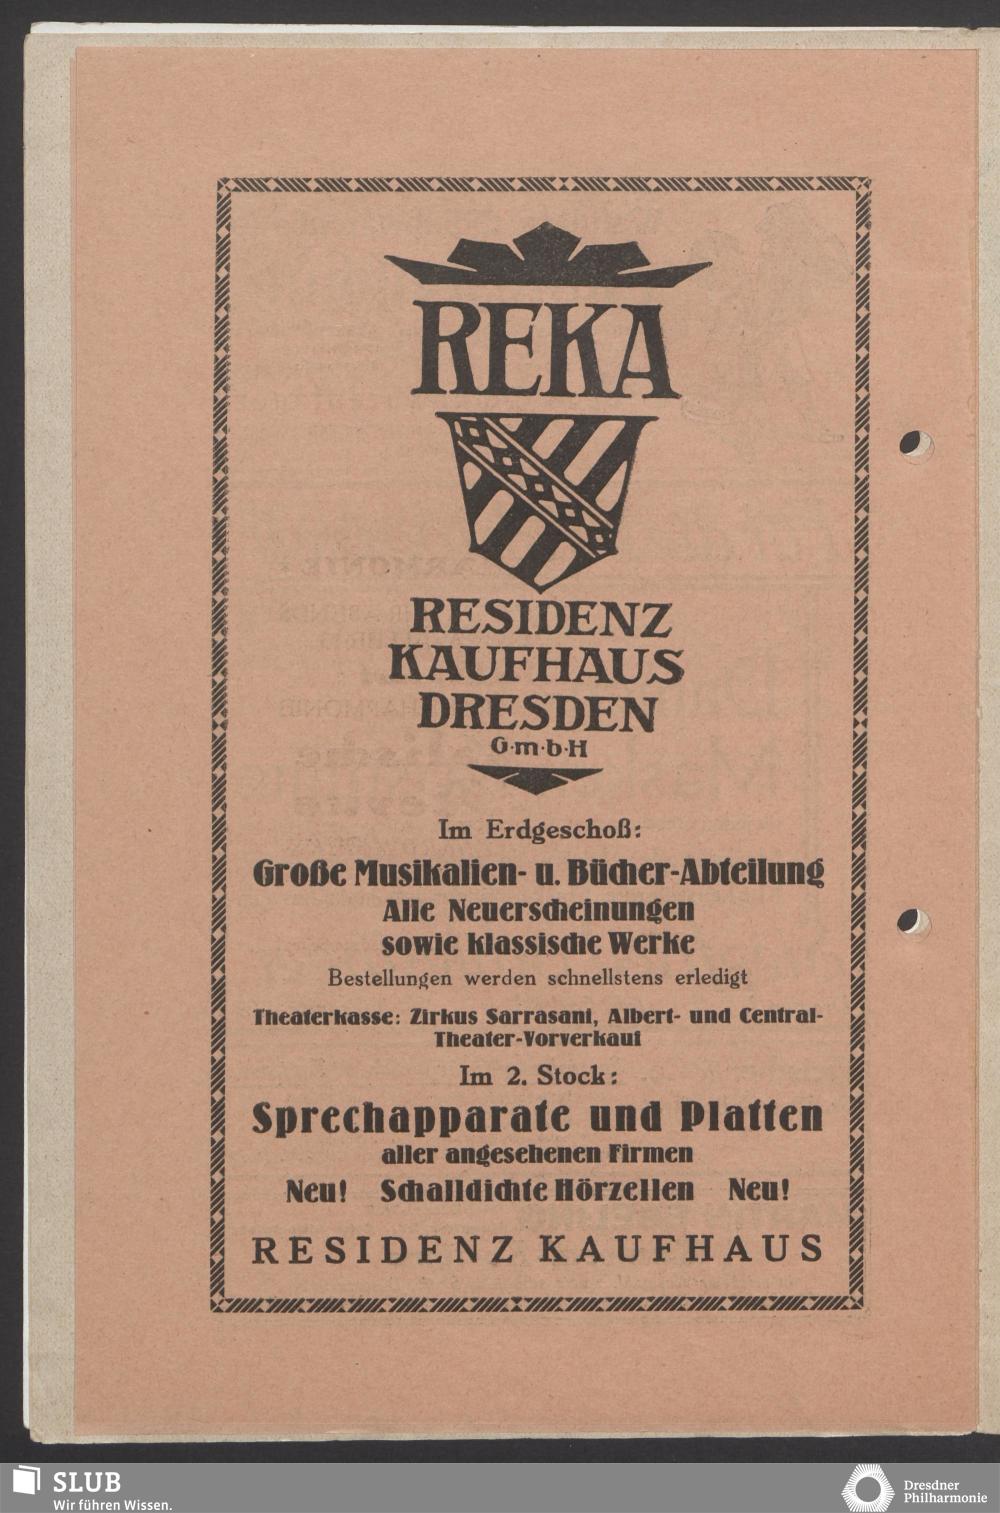 REKA
RESIDENZ
KAUFHAUS
DRESDEN
G·m·b·H
Im Erdgeschoß:
Große Musikalien- u. Bücher-Abteilung
Alle Neuerscheinungen
sowie klassische Werke
Bestellungen werden schnellstens erledigt
Theaterkasse: Zirkus Sarrasani, Albert- und Central-
Theater-Vorverkauf
Im 2. Stock:
Sprechapparate und Platten
aller angesehenen Firmen
Neu! Schalldichte Hörzellen Neu!
RESIDENZ KAUFHAUS
SLUB
Wir führen Wissen.
Dresdner
Philharmonie